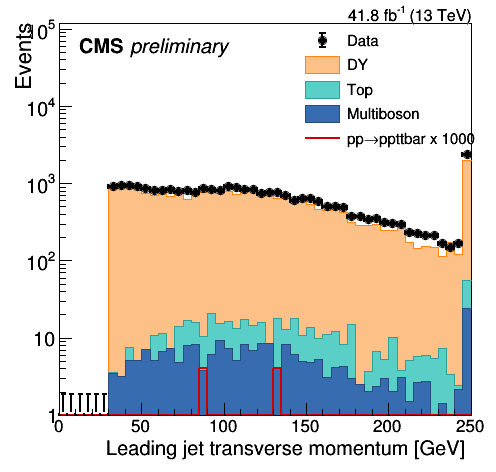 41.8 fb⁻¹ (13 TeV)
CMS preliminary
Data
DY
Top
Multiboson
pp→ppttbar x 1000
Events
10⁵
10⁴
10³
10²
10
1
50
100
150
200
250
Leading jet transverse momentum [GeV]